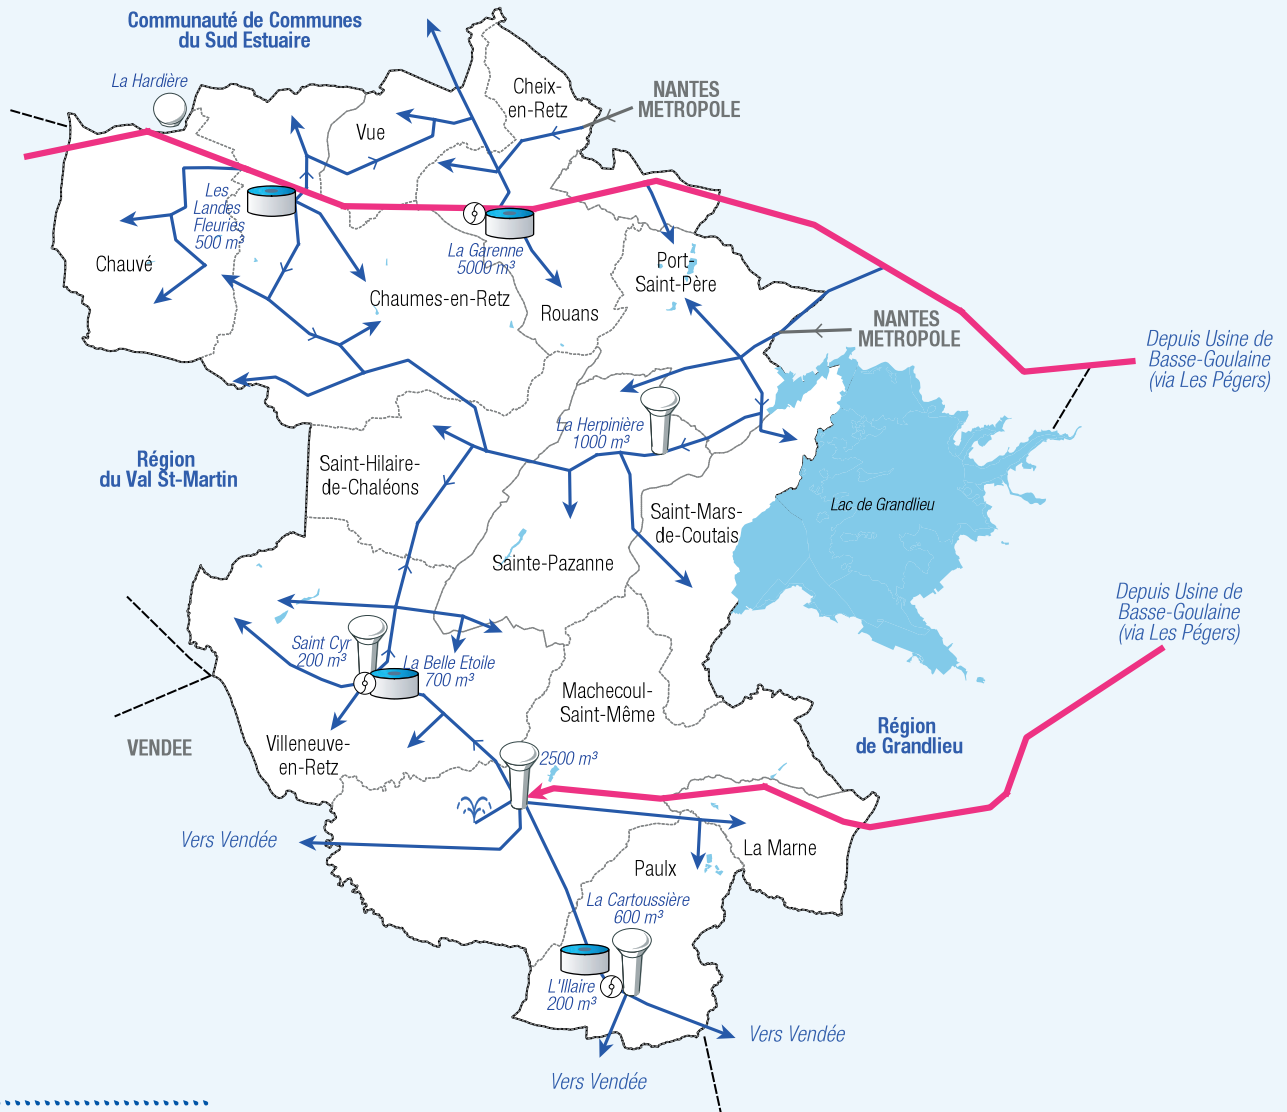 Communauté de Communes
du Sud Estuaire
La Hardière
Cheix-
en-Retz
NANTES
METROPOLE
Vue
Les
Landes
Fleuries
500 m³
Chauvé
La Garenne
5000 m³
Port-
Saint-Père
Chaumes-en-Retz
Rouans
NANTES
METROPOLE
Depuis Usine de
Basse-Goulaine
(via Les Pégers)
La Herpinière
1000 m³
Région
du Val St-Martin
Saint-Hilaire-
de-Chaléons
Lac de Grandlieu
Saint-Mars-
de-Coutais
Sainte-Pazanne
Depuis Usine de
Basse-Goulaine
(via Les Pégers)
Saint Cyr
200 m³
La Belle Etoile
700 m³
Machecoul-
Saint-Même
Région
de Grandlieu
VENDEE
Villeneuve-
en-Retz
2500 m³
Vers Vendée
La Marne
Paulx
La Cartoussière
600 m³
L'Illaire
200 m³
Vers Vendée
Vers Vendée